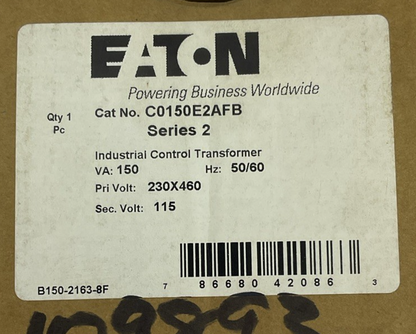 EATON
Powering Business Worldwide
Qty 1
Pc
Cat No. C0150E2AFB
Series 2
Industrial Control Transformer
VA: 150 Hz: 50/60
Pri Volt: 230X460
Sec. Volt: 115
B150-2163-8F
7 86680 42086 3